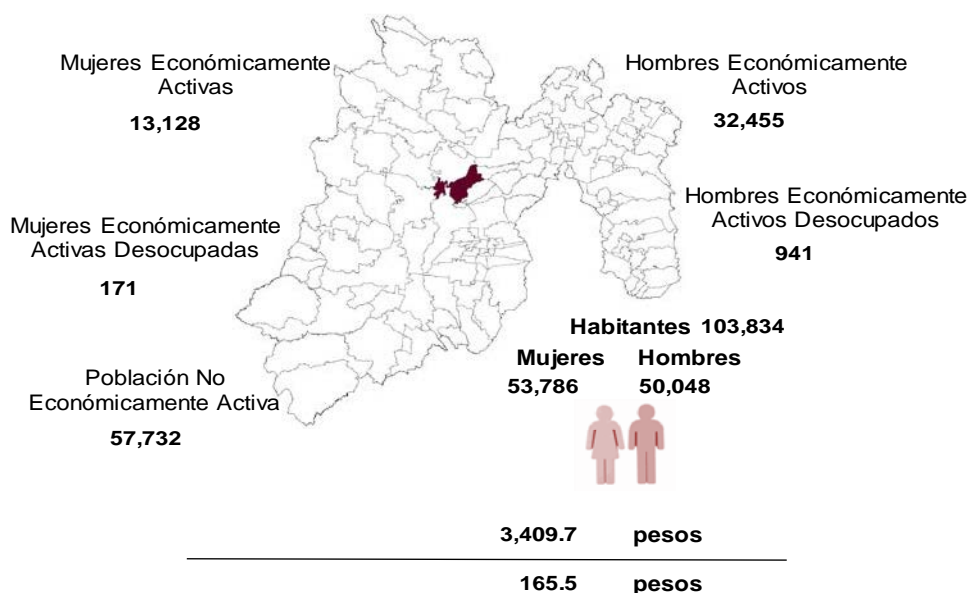 Mujeres Económicamente
Activas
13,128
Hombres Económicamente
Activos
32,455
Mujeres Económicamente
Activas Desocupadas
171
Hombres Económicamente
Activos Desocupados
941
Población No
Económicamente Activa
57,732
Habitantes 103,834
Mujeres Hombres
53,786 50,048
3,409.7 pesos
165.5 pesos